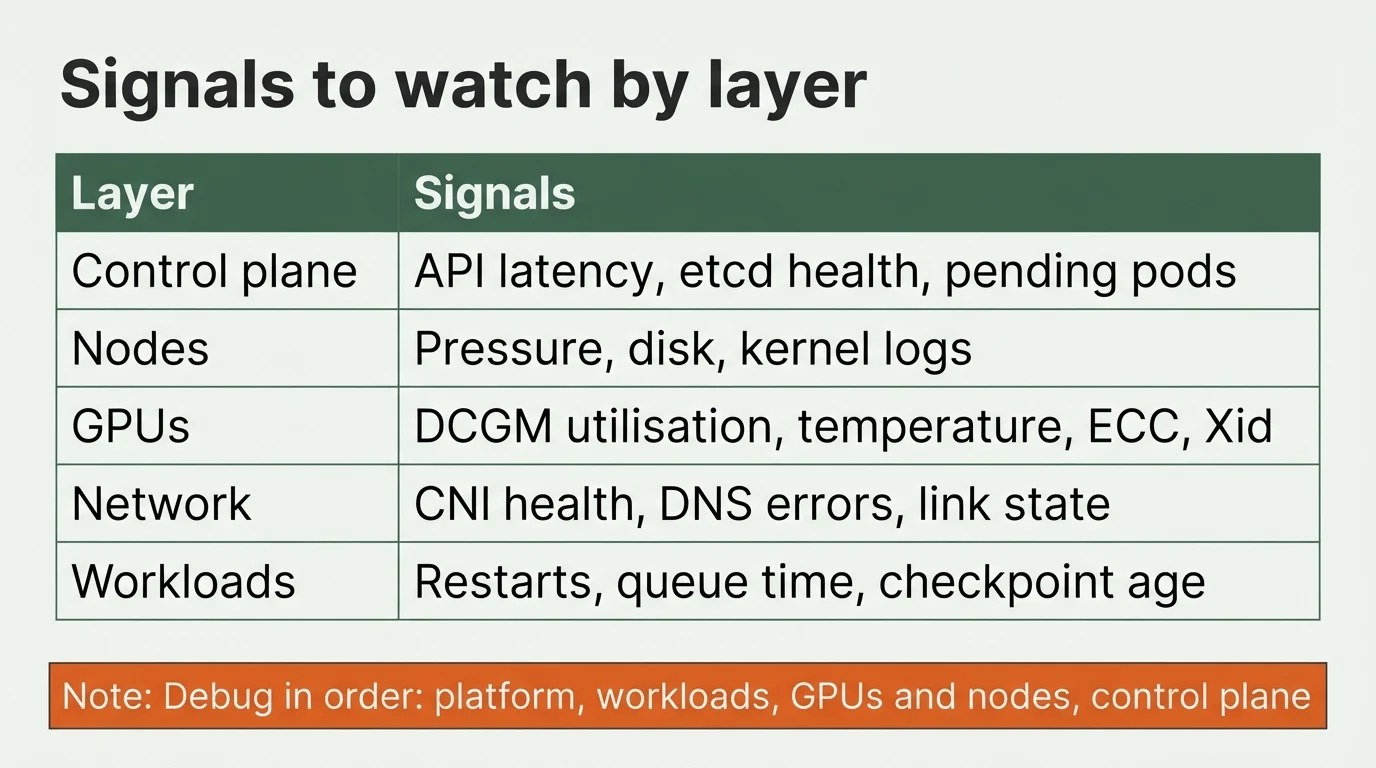 Signals to watch by layer
Layer Signals
Control plane API latency, etcd health, pending pods
Nodes Pressure, disk, kernel logs
GPUs DCGM utilisation, temperature, ECC, Xid
Network CNI health, DNS errors, link state
Workloads Restarts, queue time, checkpoint age
Note: Debug in order: platform, workloads, GPUs and nodes, control plane